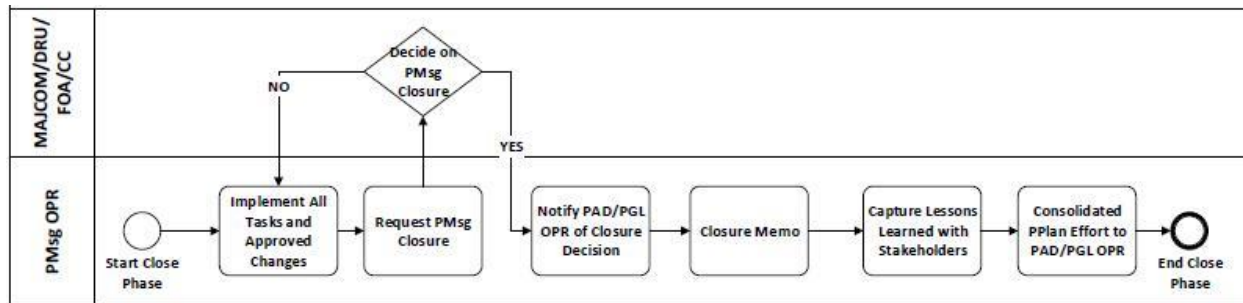 MAJCOM/DRU/
FOA/CC
Decide on
PMsg
Closure
NO
YES
PMsg OPR
Start Close
Phase
Implement All
Tasks and
Approved
Changes
Request PMsg
Closure
Notify PAD/PGL
OPR of Closure
Decision
Closure Memo
Capture Lessons
Learned with
Stakeholders
Consolidated
PPlan Effort to
PAD/PGL OPR
End Close
Phase